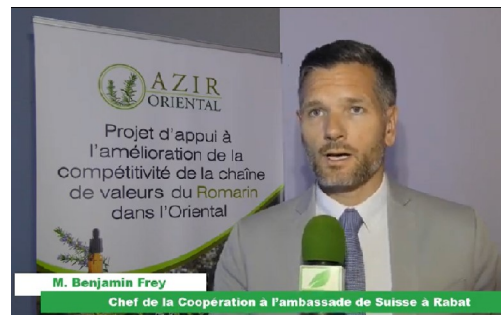 AZIR
ORIENTAL
Projet d'appui à
l'amélioration de la
compétitivité de la chaîne
de valeurs du Romarin
dans l'Oriental
M. Benjamin Frey
Chef de la Coopération à l'ambassade de Suisse à Rabat